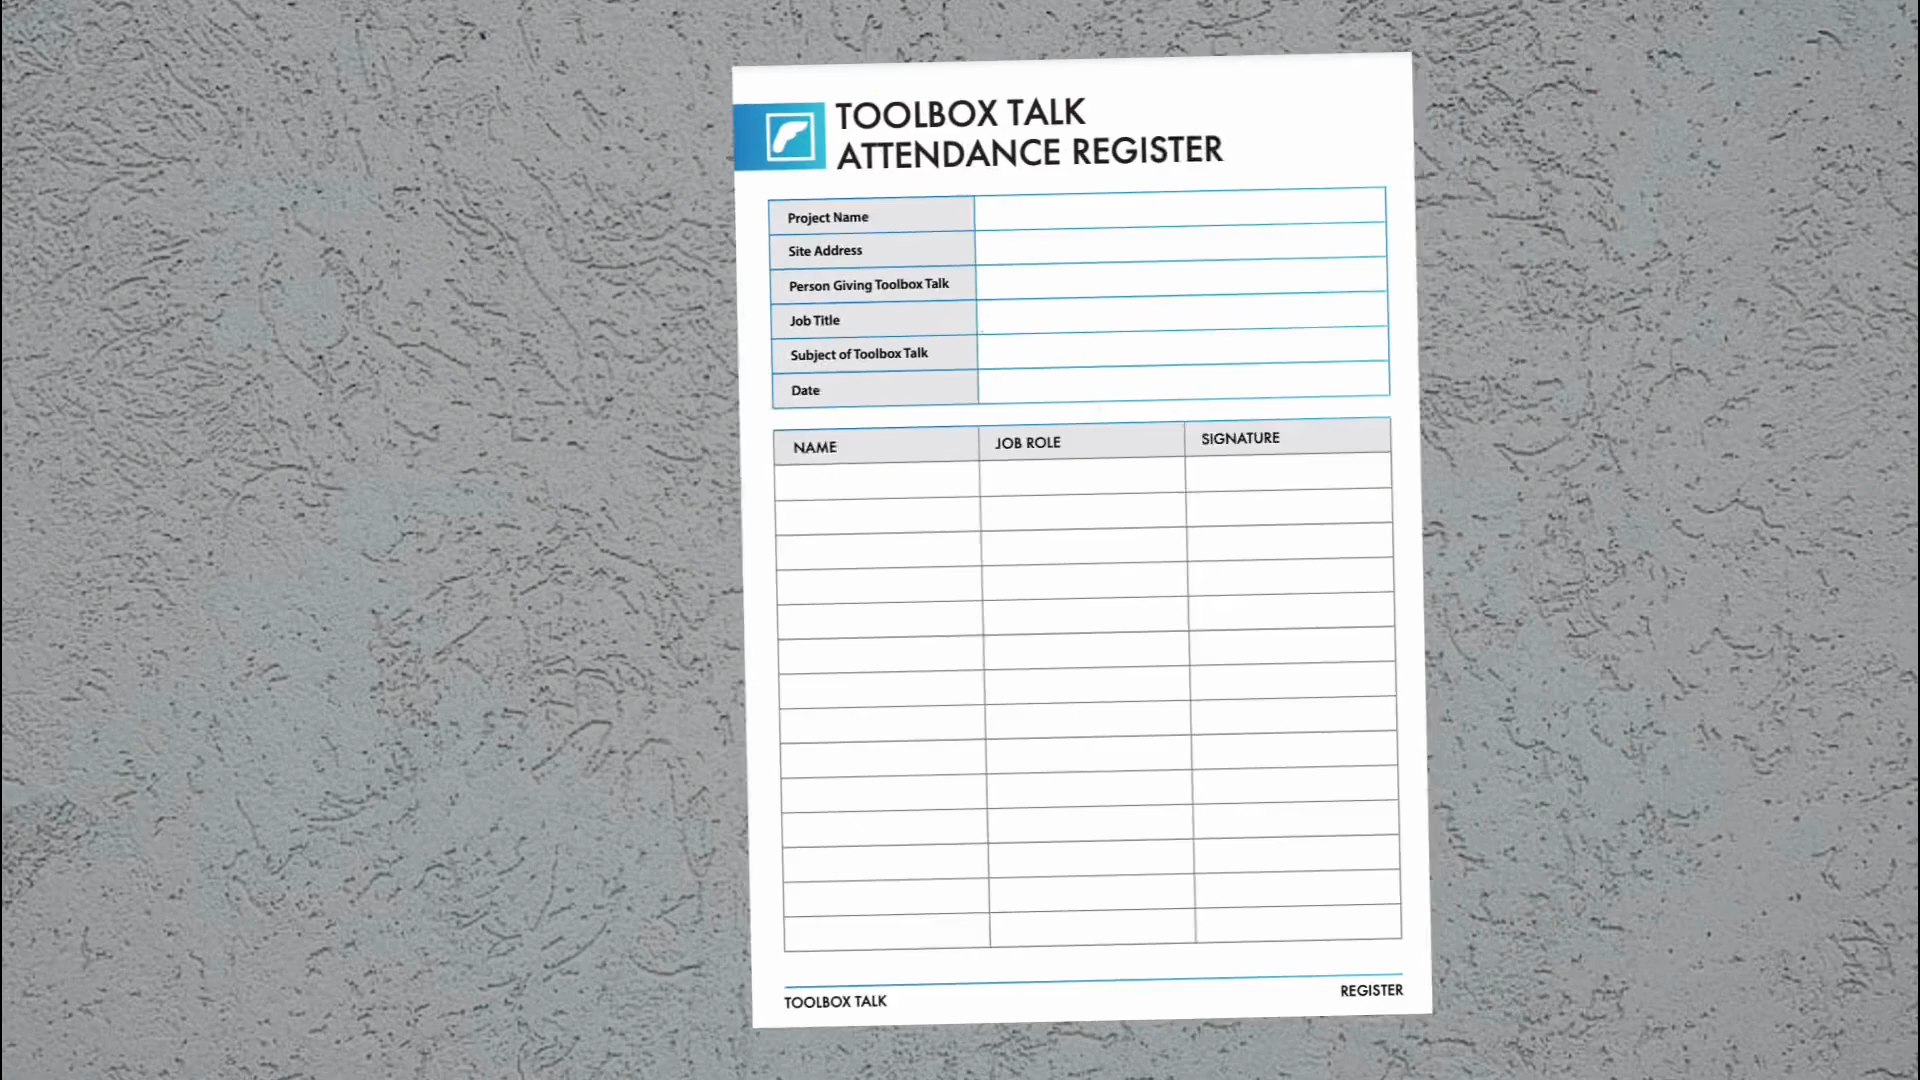 TOOLBOX TALK
ATTENDANCE REGISTER
Project Name
Site Address
Person Giving Toolbox Talk
Job Title
Subject of Toolbox Talk
Date
NAME JOB ROLE SIGNATURE
TOOLBOX TALK REGISTER